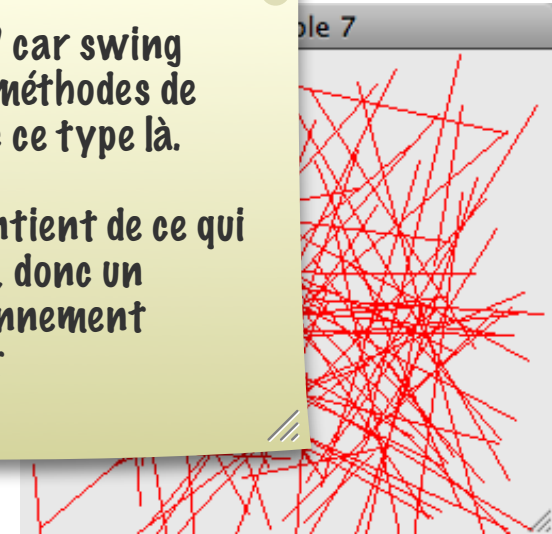 car swing
méthodes de
ce type là.
ntient de ce qui
, donc un
nnement
ple 7